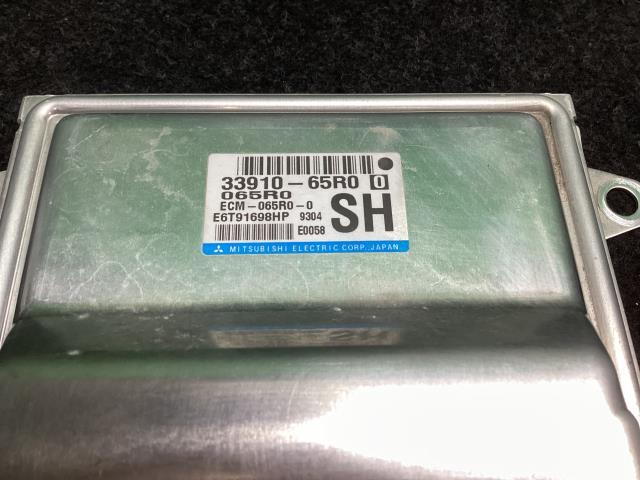 33910-65R0 0
065R0
ECM-065R0-0
E6T91698HP 9304
SH
E0058
MITSUBISHI ELECTRIC CORP., JAPAN